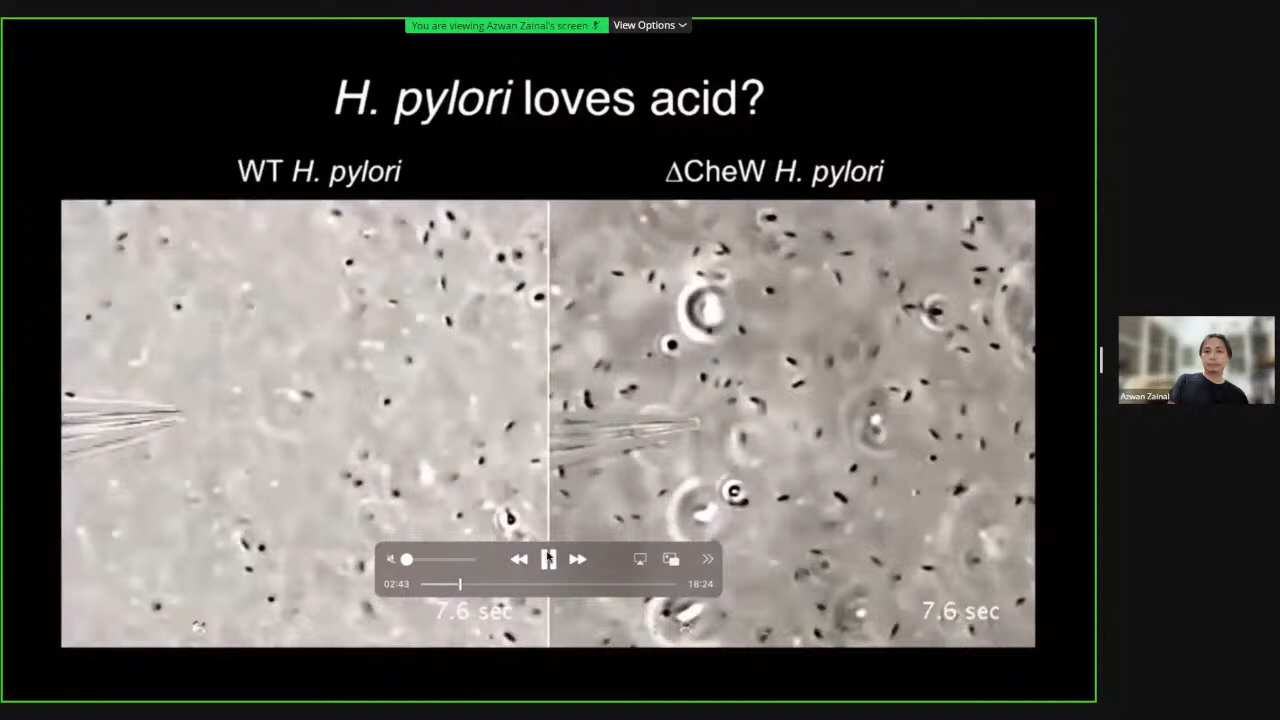 You are viewing Azwan Zainal's screen View Options
H. pylori loves acid?
WT H. pylori
ΔCheW H. pylori
02:43
18:24
7.6 sec
7.6 sec
Azwan Zainal